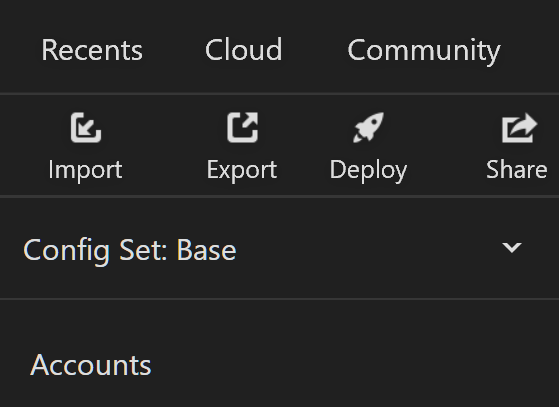 Recents Cloud Community
Import Export Deploy Share
Config Set: Base
Accounts